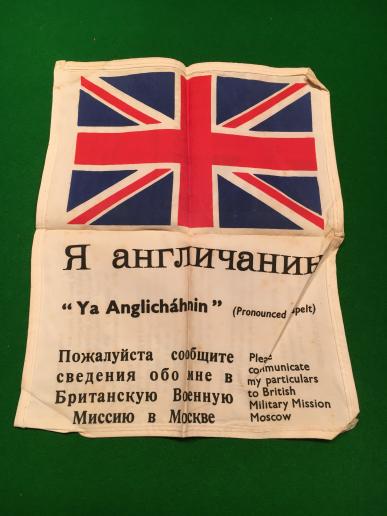 Я англичанин
“Ya Anglicháhnin” (Pronounced spelt)
Пожалуйста сообщите
сведения обо мне в
Британскую Военную
Миссию в Москве
Please
communicate
my particulars
to British
Military Mission
Moscow